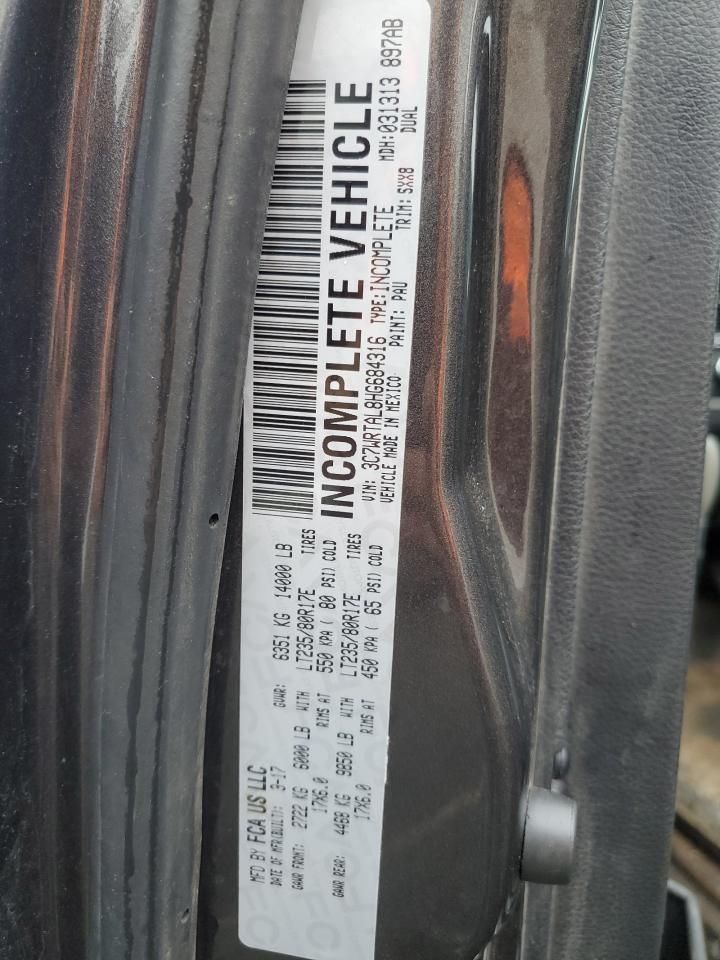 MFD BY FCA US LLC
DATE OF MFR(BUILT): 3-17 GVWR: 6351 KG 14000 LB
GAWR FRONT: 2722 KG 6000 LB WITH LT235/80R17E TIRES
17X6.0 RIMS AT 550 KPA ( 80 PSI) COLD
GAWR REAR: 4468 KG 9850 LB WITH LT235/80R17E TIRES
17X6.0 RIMS AT 450 KPA ( 65 PSI) COLD
INCOMPLETE VEHICLE
VIN: 3C7WRTAL8HG684316 TYPE:INCOMPLETE MDH:031313 897AB
VEHICLE MADE IN MEXICO PAINT: PAU TRIM: SXX8 DUAL